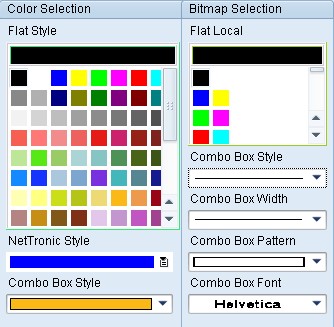 Color Selection
Flat Style
NetTronic Style
Combo Box Style
Bitmap Selection
Flat Local
Combo Box Style
Combo Box Width
Combo Box Pattern
Combo Box Font
Helvetica